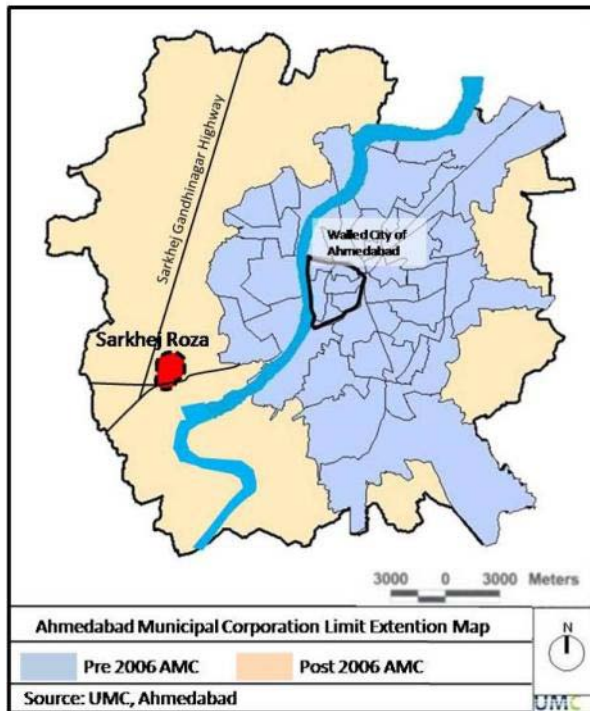 Sarkhej Gandhinagar Highway
Walled City of
Ahmedabad
Sarkhej Roza
3000 0 3000 Meters
Ahmedabad Municipal Corporation Limit Extention Map
N
Pre 2006 AMC Post 2006 AMC
Source: UMC, Ahmedabad
UMC